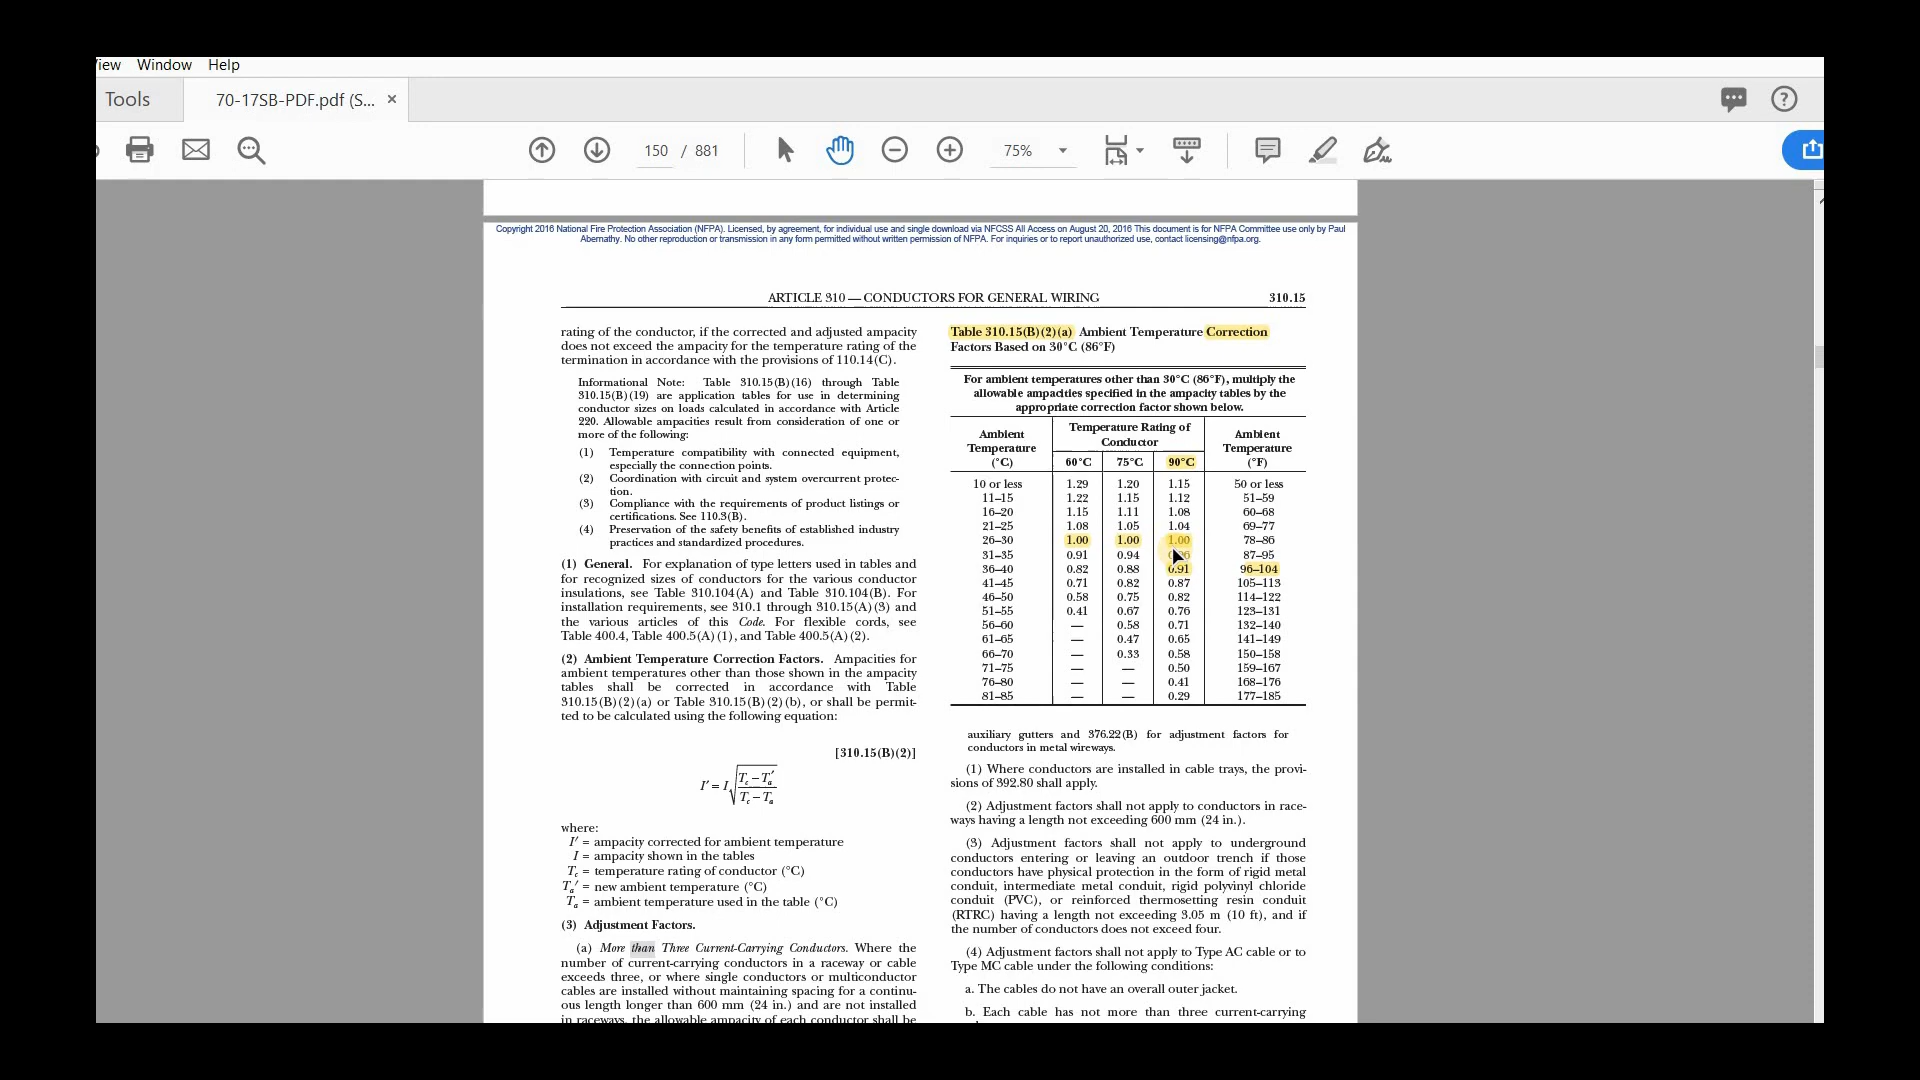 iew Window Help
Tools 70-17SB-PDF.pdf (S... ×
150 / 881 75%
Copyright 2016 National Fire Protection Association (NFPA). Licensed, by agreement, for individual use and single download via NFCSS All Access on August 20, 2016 This document is for NFPA Committee use only by Paul
Abernathy. No other reproduction or transmission in any form permitted without written permission of NFPA. For inquiries or to report unauthorized use, contact licensing@nfpa.org.
ARTICLE 310 — CONDUCTORS FOR GENERAL WIRING 310.15
rating of the conductor, if the corrected and adjusted ampacity
does not exceed the ampacity for the temperature rating of the
termination in accordance with the provisions of 110.14(C).
Informational Note: Table 310.15(B)(16) through Table
310.15(B)(19) are application tables for use in determining
conductor sizes on loads calculated in accordance with Article
220. Allowable ampacities result from consideration of one or
more of the following:
(1) Temperature compatibility with connected equipment,
especially the connection points.
(2) Coordination with circuit and system overcurrent protec-
tion.
(3) Compliance with the requirements of product listings or
certifications. See 110.3(B).
(4) Preservation of the safety benefits of established industry
practices and standardized procedures.
(1) General. For explanation of type letters used in tables and
for recognized sizes of conductors for the various conductor
insulations, see Table 310.104(A) and Table 310.104(B). For
installation requirements, see 310.1 through 310.15(A)(3) and
the various articles of this Code. For flexible cords, see
Table 400.4, Table 400.5(A)(1), and Table 400.5(A)(2).
(2) Ambient Temperature Correction Factors. Ampacities for
ambient temperatures other than those shown in the ampacity
tables shall be corrected in accordance with Table
310.15(B)(2)(a) or Table 310.15(B)(2)(b), or shall be permit-
ted to be calculated using the following equation:
[310.15(B)(2)]
I′ = I√((Tc − Ta′)/(Tc − Ta))
where:
I′ = ampacity corrected for ambient temperature
I = ampacity shown in the tables
Tc = temperature rating of conductor (°C)
Ta′ = new ambient temperature (°C)
Ta = ambient temperature used in the table (°C)
(3) Adjustment Factors.
(a) More than Three Current-Carrying Conductors. Where the
number of current-carrying conductors in a raceway or cable
exceeds three, or where single conductors or multiconductor
cables are installed without maintaining spacing for a continu-
ous length longer than 600 mm (24 in.) and are not installed
in raceways, the allowable ampacity of each conductor shall be
Table 310.15(B)(2)(a) Ambient Temperature Correction
Factors Based on 30°C (86°F)
For ambient temperatures other than 30°C (86°F), multiply the
allowable ampacities specified in the ampacity tables by the
appropriate correction factor shown below.
Ambient Temperature (°C) Temperature Rating of Conductor Ambient Temperature (°F)
60°C 75°C 90°C
10 or less 1.29 1.20 1.15 50 or less
11–15 1.22 1.15 1.12 51–59
16–20 1.15 1.11 1.08 60–68
21–25 1.08 1.05 1.04 69–77
26–30 1.00 1.00 1.00 78–86
31–35 0.91 0.94 87–95
36–40 0.82 0.88 0.91 96–104
41–45 0.71 0.82 0.87 105–113
46–50 0.58 0.75 0.82 114–122
51–55 0.41 0.67 0.76 123–131
56–60 — 0.58 0.71 132–140
61–65 — 0.47 0.65 141–149
66–70 — 0.33 0.58 150–158
71–75 — — 0.50 159–167
76–80 — — 0.41 168–176
81–85 — — 0.29 177–185
auxiliary gutters and 376.22(B) for adjustment factors for
conductors in metal wireways.
(1) Where conductors are installed in cable trays, the provi-
sions of 392.80 shall apply.
(2) Adjustment factors shall not apply to conductors in race-
ways having a length not exceeding 600 mm (24 in.).
(3) Adjustment factors shall not apply to underground
conductors entering or leaving an outdoor trench if those
conductors have physical protection in the form of rigid metal
conduit, intermediate metal conduit, rigid polyvinyl chloride
conduit (PVC), or reinforced thermosetting resin conduit
(RTRC) having a length not exceeding 3.05 m (10 ft), and if
the number of conductors does not exceed four.
(4) Adjustment factors shall not apply to Type AC cable or to
Type MC cable under the following conditions:
a. The cables do not have an overall outer jacket.
b. Each cable has not more than three current-carrying